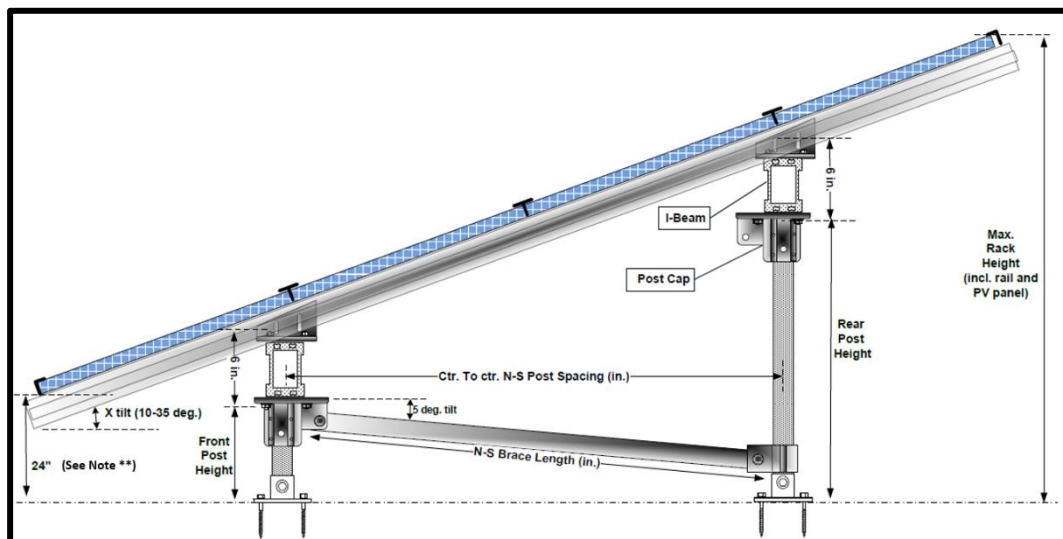 6 in.
I-Beam
Post Cap
Max.
Rack
Height
(incl. rail and
PV panel)
Rear
Post
Height
6 in.
Ctr. To ctr. N-S Post Spacing (in.)
X tilt (10-35 deg.)
5 deg. tilt
Front
Post
Height
N-S Brace Length (in.)
24" (See Note **)